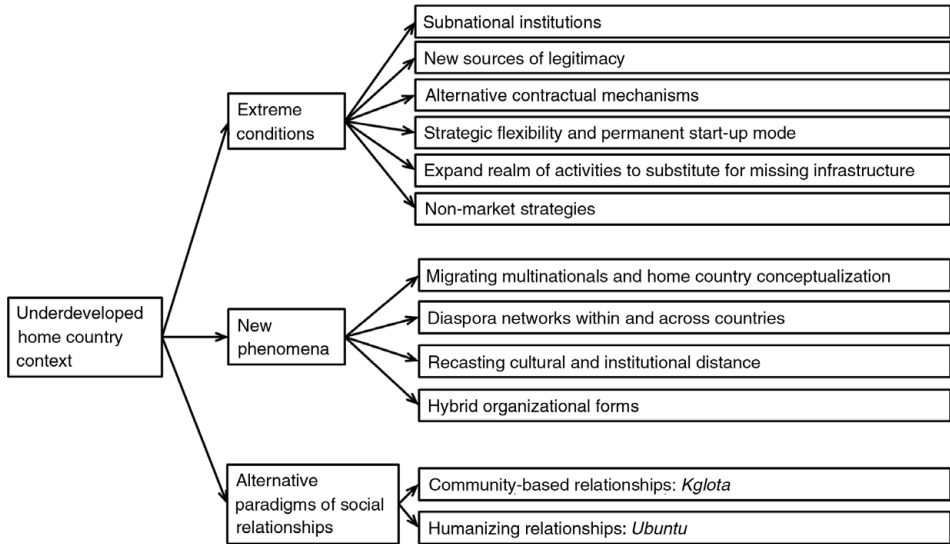 Underdeveloped
home country
context
Extreme
conditions
Subnational institutions
New sources of legitimacy
Alternative contractual mechanisms
Strategic flexibility and permanent start-up mode
Expand realm of activities to substitute for missing infrastructure
Non-market strategies
New
phenomena
Migrating multinationals and home country conceptualization
Diaspora networks within and across countries
Recasting cultural and institutional distance
Hybrid organizational forms
Alternative
paradigms of social
relationships
Community-based relationships: Kglota
Humanizing relationships: Ubuntu